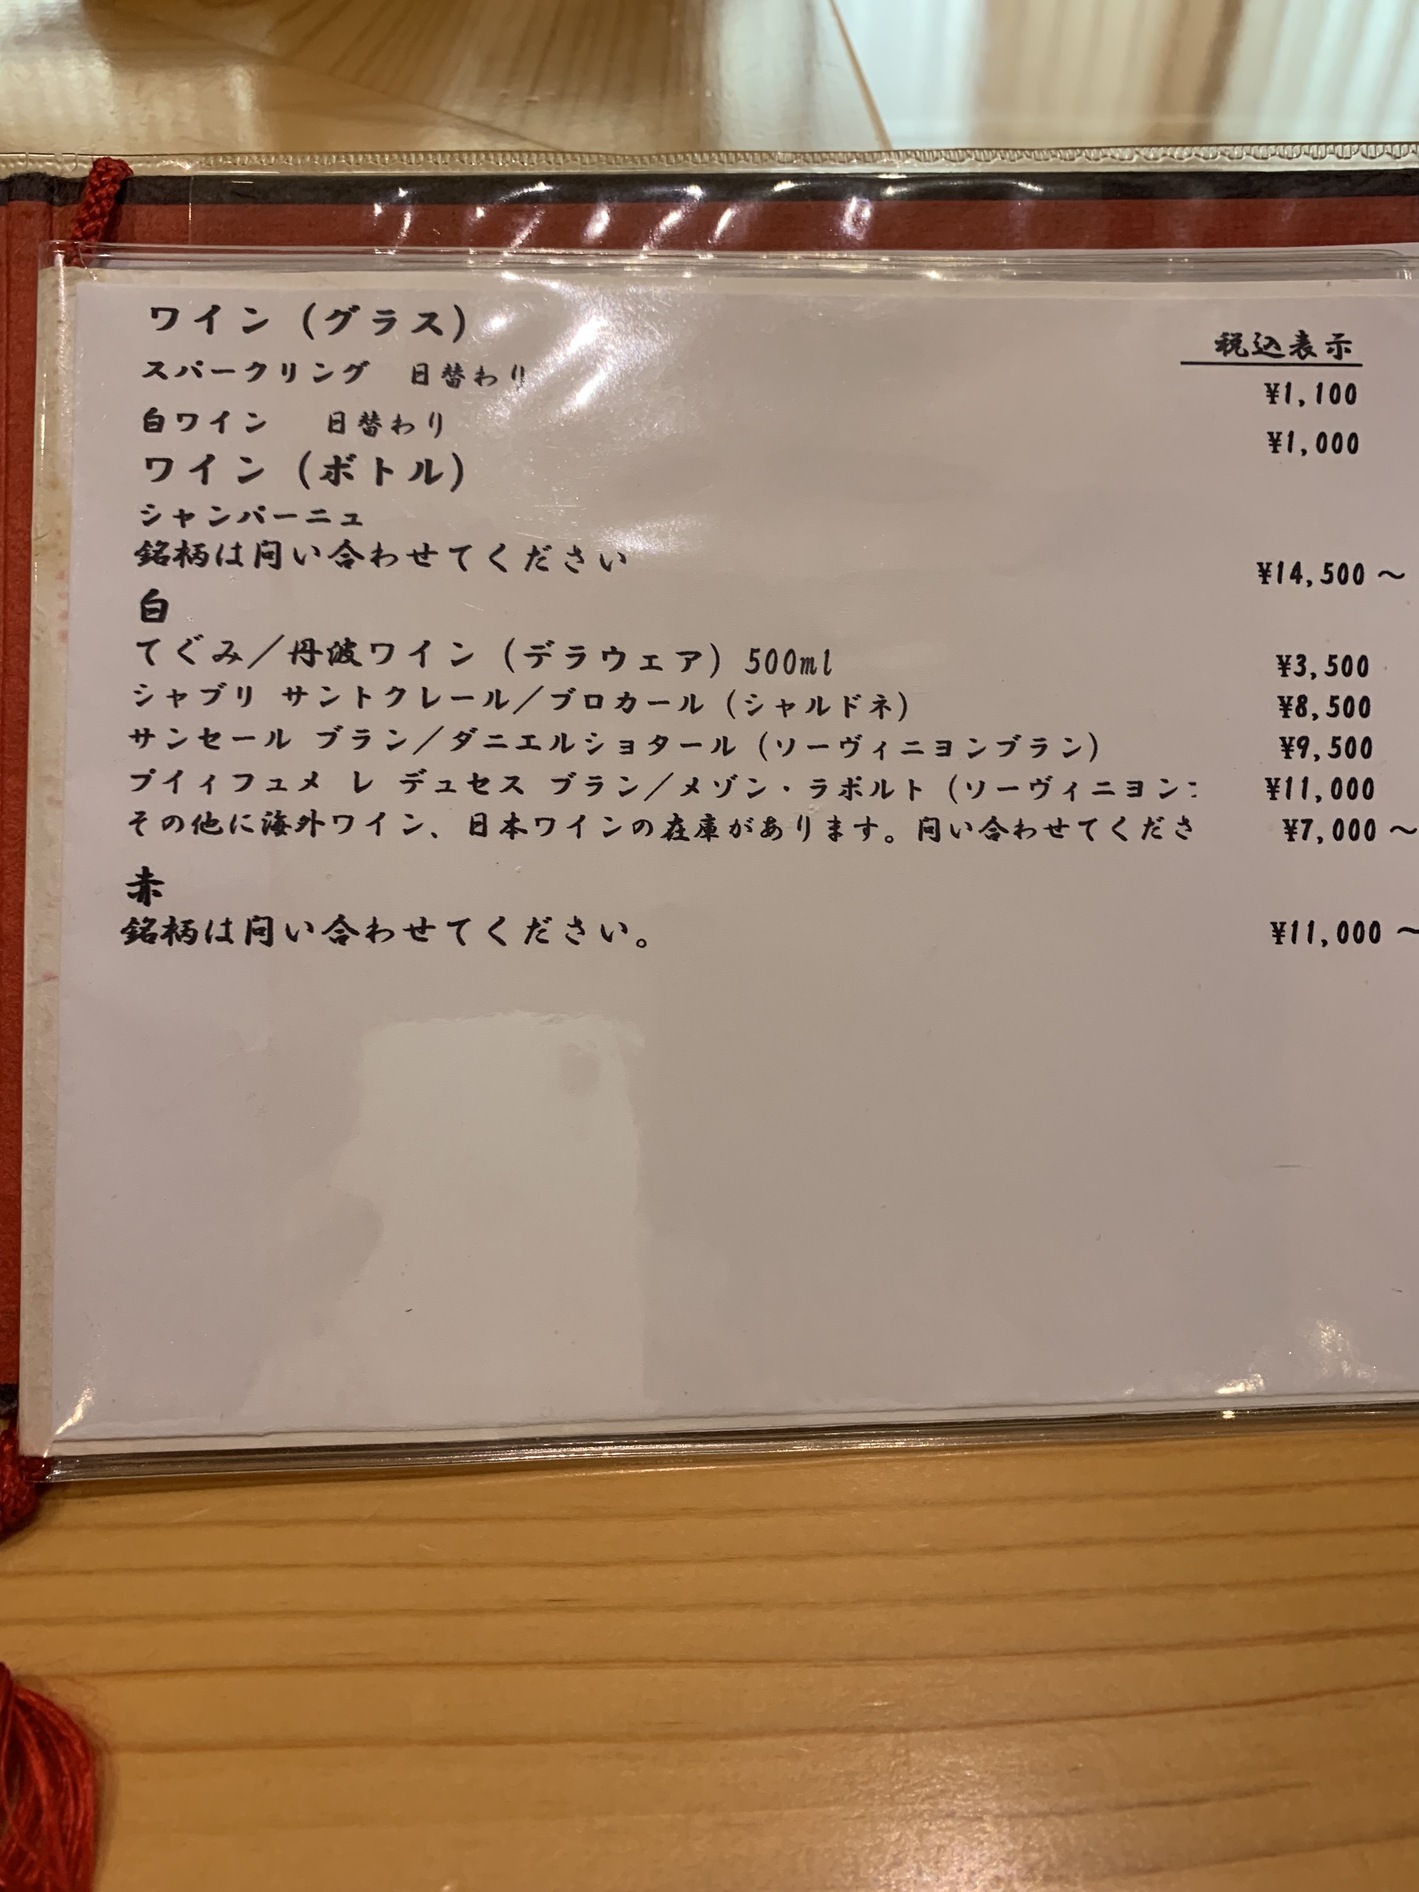 ワイン（グラス）
税込表示
スパークリング 日替わり ¥1,100
白ワイン 日替わり ¥1,000
ワイン（ボトル）
シャンパーニュ
銘柄は問い合わせてください ¥14,500～
白
てぐみ／丹波ワイン（デラウェア）500ml ¥3,500
シャブリ サントクレール／ブロカール（シャルドネ） ¥8,500
サンセール ブラン／ダニエルショタール（ソーヴィニヨンブラン） ¥9,500
プイィフュメ レ デュセス ブラン／メゾン・ラポルト（ソーヴィニヨン ¥11,000
その他に海外ワイン、日本ワインの在庫があります。問い合わせてくださ ¥7,000～
赤
銘柄は問い合わせてください。 ¥11,000～